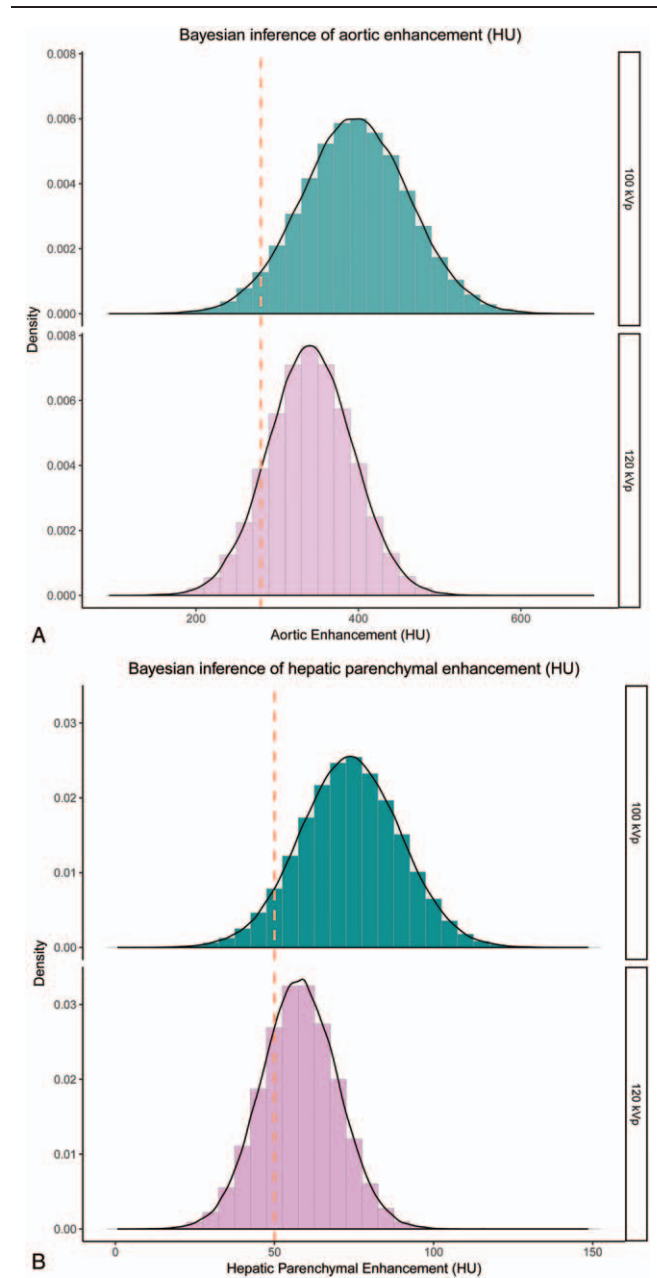 Bayesian inference of aortic enhancement (HU)
0.008
0.006
0.004
0.002
0.000
100 kVp
Density
0.008
0.006
0.004
0.002
0.000
120 kVp
200 400 600
Aortic Enhancement (HU)
A
Bayesian inference of hepatic parenchymal enhancement (HU)
0.03
0.02
0.01
0.00
100 kVp
Density
0.03
0.02
0.01
0.00
120 kVp
0 50 100 150
Hepatic Parenchymal Enhancement (HU)
B